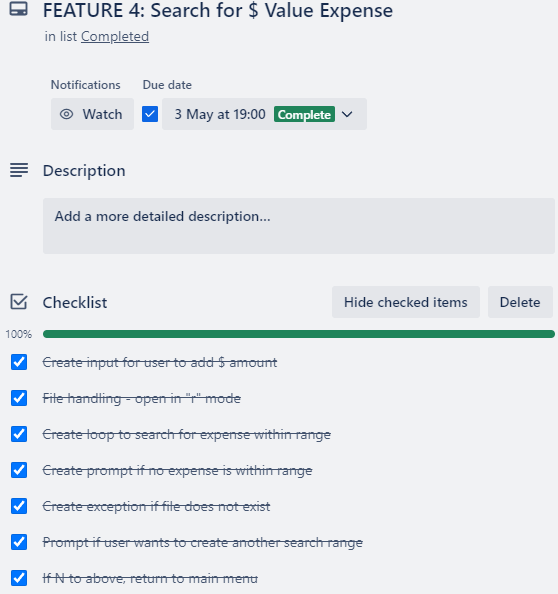 FEATURE 4: Search for $ Value Expense
in list Completed
Notifications
Due date
Watch
3 May at 19:00 Complete
Description
Add a more detailed description...
Checklist
Hide checked items
Delete
100%
Create input for user to add $ amount
File handling - open in "r" mode
Create loop to search for expense within range
Create prompt if no expense is within range
Create exception if file does not exist
Prompt if user wants to create another search range
If N to above, return to main menu